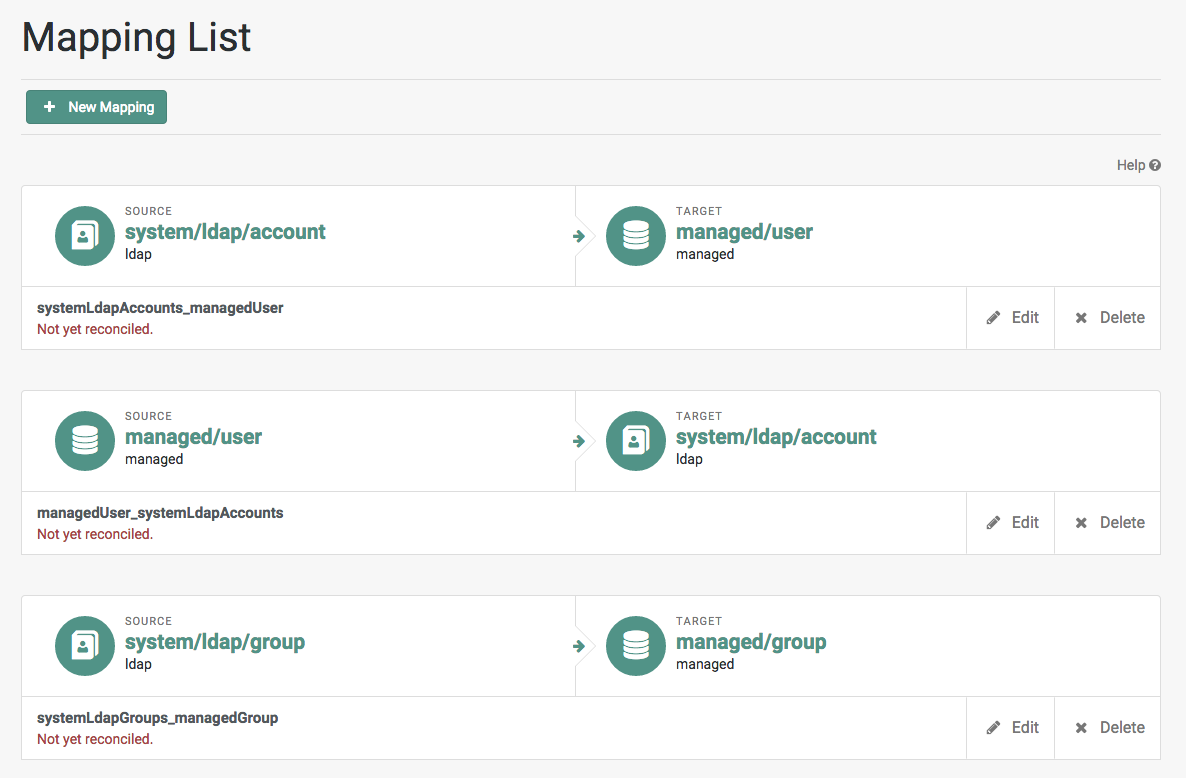 Mapping List
New Mapping
Help
SOURCE
system/ldap/account
ldap
TARGET
managed/user
managed
systemLdapAccounts_managedUser
Not yet reconciled.
Edit
Delete
SOURCE
managed/user
managed
TARGET
system/ldap/account
ldap
managedUser_systemLdapAccounts
Not yet reconciled.
Edit
Delete
SOURCE
system/ldap/group
ldap
TARGET
managed/group
managed
systemLdapGroups_managedGroup
Not yet reconciled.
Edit
Delete